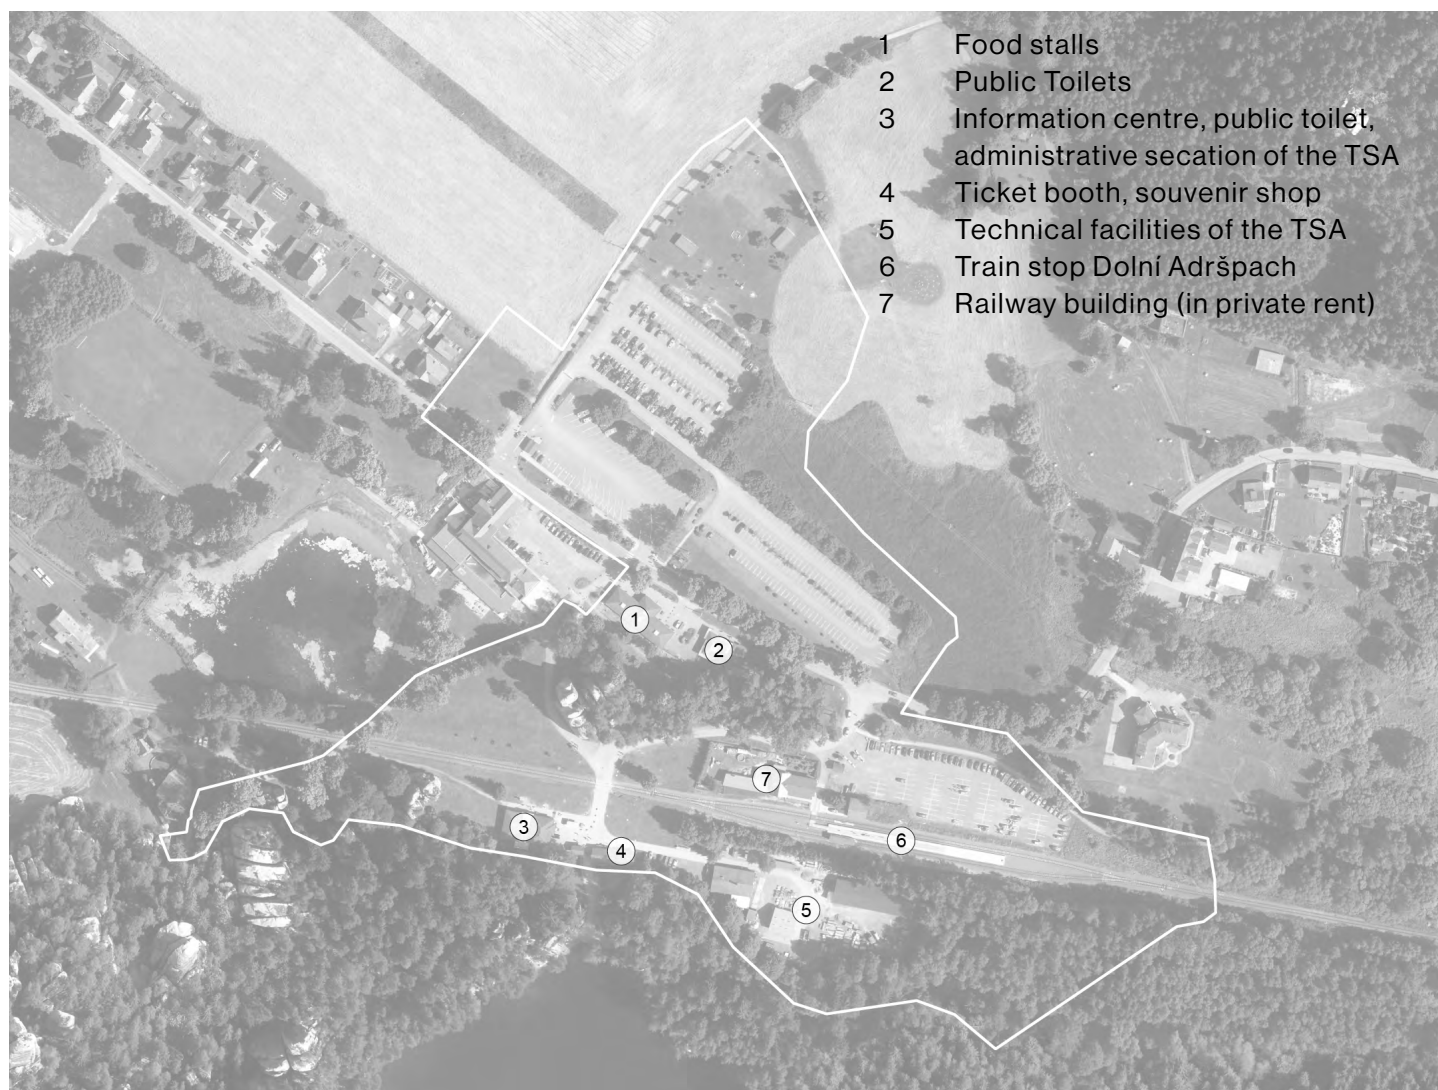 1 Food stalls
2 Public Toilets
3 Information centre, public toilet,
administrative secation of the TSA
4 Ticket booth, souvenir shop
5 Technical facilities of the TSA
6 Train stop Dolní Adršpach
7 Railway building (in private rent)
1
2
7
3
4
6
5